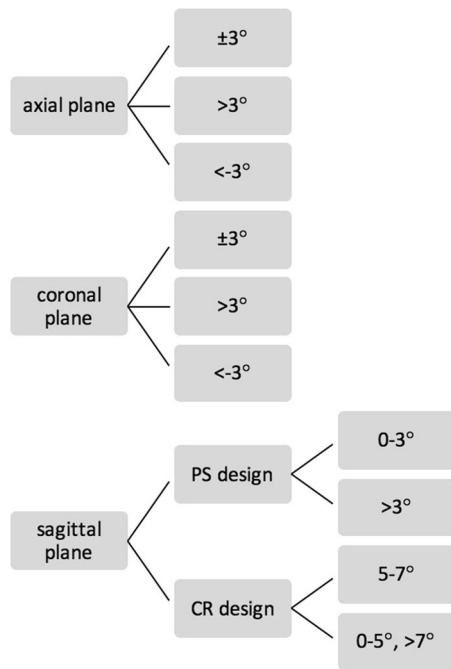 ±3°
axial plane
>3°
<-3°
±3°
coronal
plane
>3°
<-3°
PS design
0-3°
>3°
sagittal
plane
CR design
5-7°
0-5°, >7°